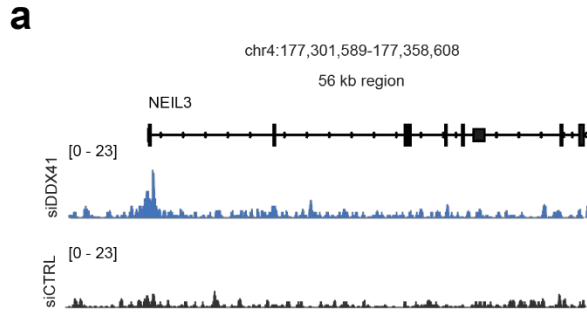 a
chr4:177,301,589-177,358,608
56 kb region
NEIL3
[0 - 23]
siDDX41
[0 - 23]
siCTRL